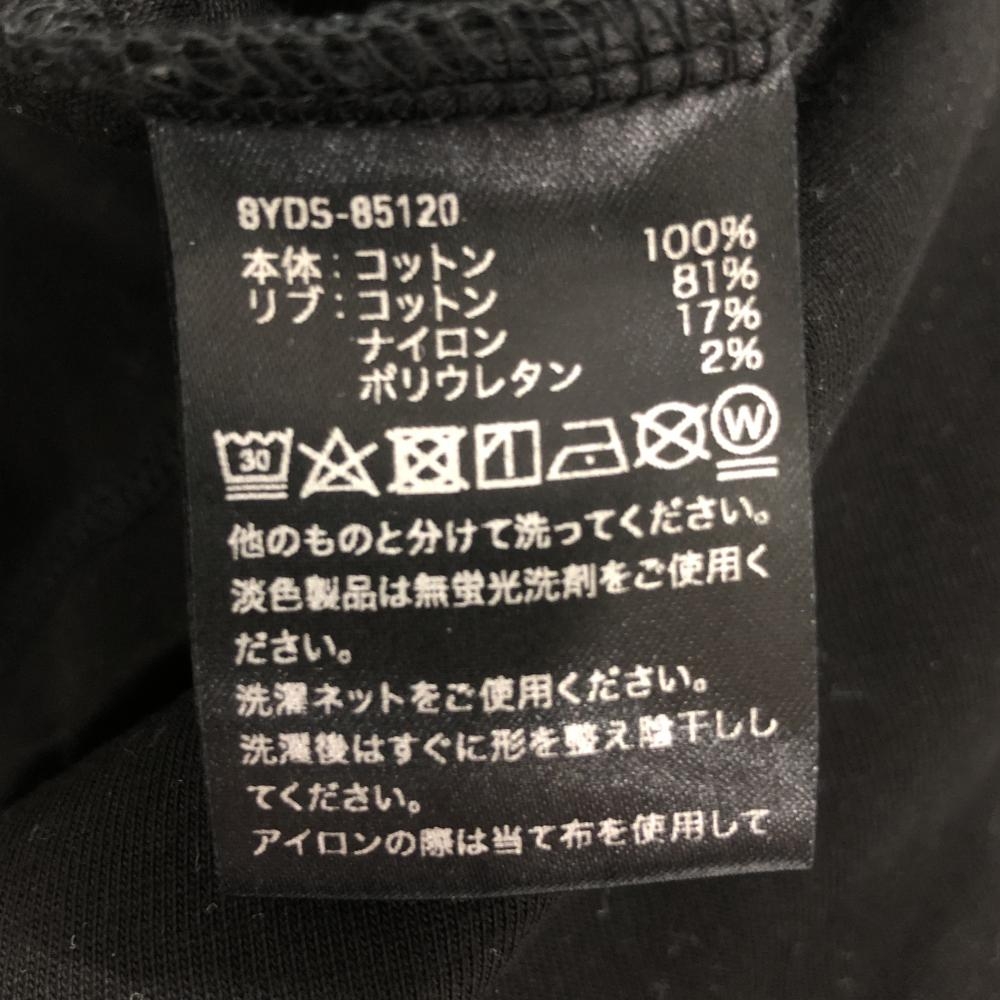 8YDS-85120
本体:コットン 100%
リブ:コットン 81%
ナイロン 17%
ポリウレタン 2%
30 W
他のものと分けて洗ってください。
淡色製品は無蛍光洗剤をご使用く
ださい。
洗濯ネットをご使用ください。
洗濯後はすぐに形を整え陰干しし
てください。
アイロンの際は当て布を使用して